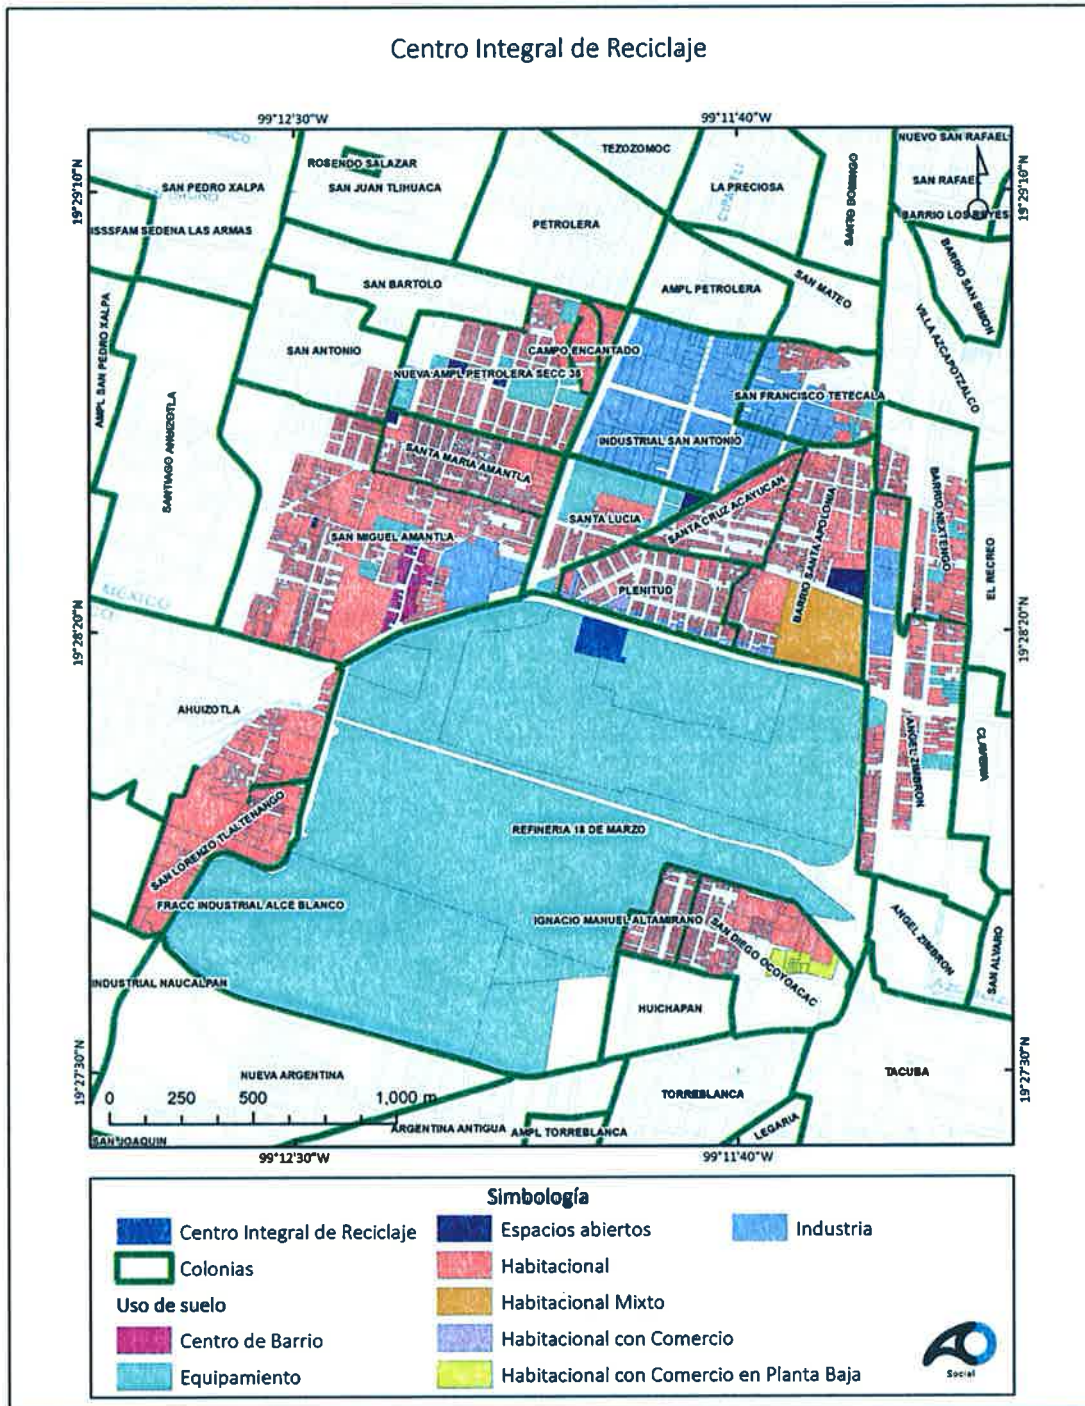 Centro Integral de Reciclaje
99°12'30"W
99°11'40"W
19°29'10"N
19°29'10"N
NUEVO SAN RAFAEL
TEZOZOMOC
ROSENDO SALAZAR
SAN PEDRO XALPA
SAN JUAN TLIHUACA
LA PRECIOSA
SANTO DOMINGO
SAN RAFAEL
BARRIO LOS REYES
PETROLERA
ISSSFAM SEDENA LAS ARMAS
BARRIO SAN SIMON
SAN BARTOLO
AMPL PETROLERA
SAN MATEO
AMPL SAN PEDRO XALPA
VILLA AZCAPOTZALCO
SAN ANTONIO
CAMPO ENCANTADO
NUEVA AMPL PETROLERA SECC 35
SAN FRANCISCO TETECALA
SANTIAGO AHUIZOTLA
INDUSTRIAL SAN ANTONIO
SANTA MARIA AMANTLA
SANTA CRUZ ACAYUCAN
BARRIO NEXTENGO
SANTA LUCIA
SAN MIGUEL AMANTLA
BARRIO SANTA APOLONIA
EL RECREO
PLENITUD
MÉXICO
19°28'20"N
19°28'20"N
AHUIZOTLA
ANGEL ZIMBRON
CLAVERIA
SAN LORENZO TLALTENANGO
REFINERIA 18 DE MARZO
FRACC INDUSTRIAL ALCE BLANCO
IGNACIO MANUEL ALTAMIRANO
SAN DIEGO OCOYOACAC
ANGEL ZIMBRON
SAN ALVARO
INDUSTRIAL NAUCALPAN
HUICHAPAN
19°27'30"N
19°27'30"N
NUEVA ARGENTINA
TACUBA
0 250 500 1,000 m
TORREBLANCA
ARGENTINA ANTIGUA
AMPL TORREBLANCA
LEGARIA
SAN JOAQUIN
99°12'30"W
99°11'40"W
Simbología
Centro Integral de Reciclaje
Espacios abiertos
Industria
Colonias
Habitacional
Uso de suelo
Habitacional Mixto
Centro de Barrio
Habitacional con Comercio
Equipamiento
Habitacional con Comercio en Planta Baja
Social